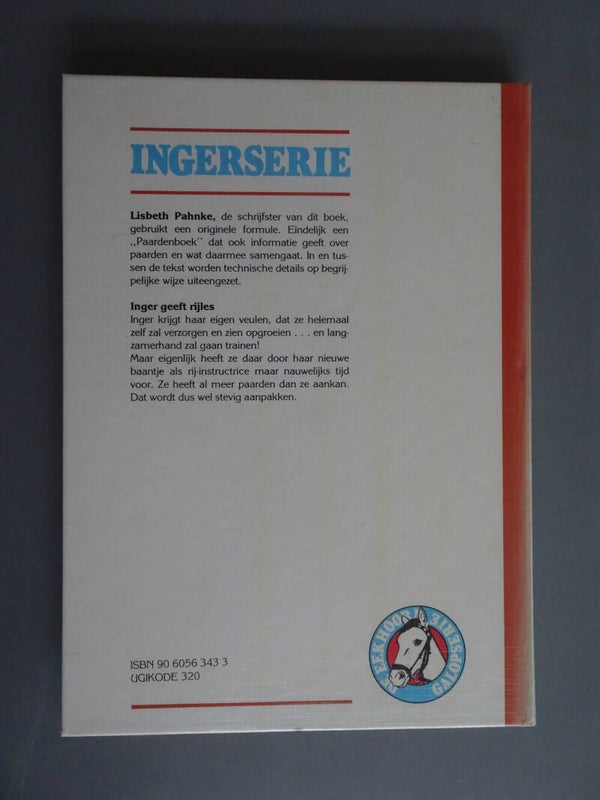 INGERSERIE
Lisbeth Pahnke, de schrijfster van dit boek,
gebruikt een originele formule. Eindelijk een
,,Paardenboek'' dat ook informatie geeft over
paarden en wat daarmee samengaat. In en tus-
sen de tekst worden technische details op begrij-
pelijke wijze uiteengezet.
Inger geeft rijles
Inger krijgt haar eigen veulen, dat ze helemaal
zelf zal verzorgen en zien opgroeien . . . en lang-
zamerhand zal gaan trainen!
Maar eigenlijk heeft ze daar door haar nieuwe
baantje als rij-instructrice maar nauwelijks tijd
voor. Ze heeft al meer paarden dan ze aankan.
Dat wordt dus wel stevig aanpakken.
ISBN 90 6056 343 3
UGIKODE 320
DE EEKHOORN
GALOPSERIE